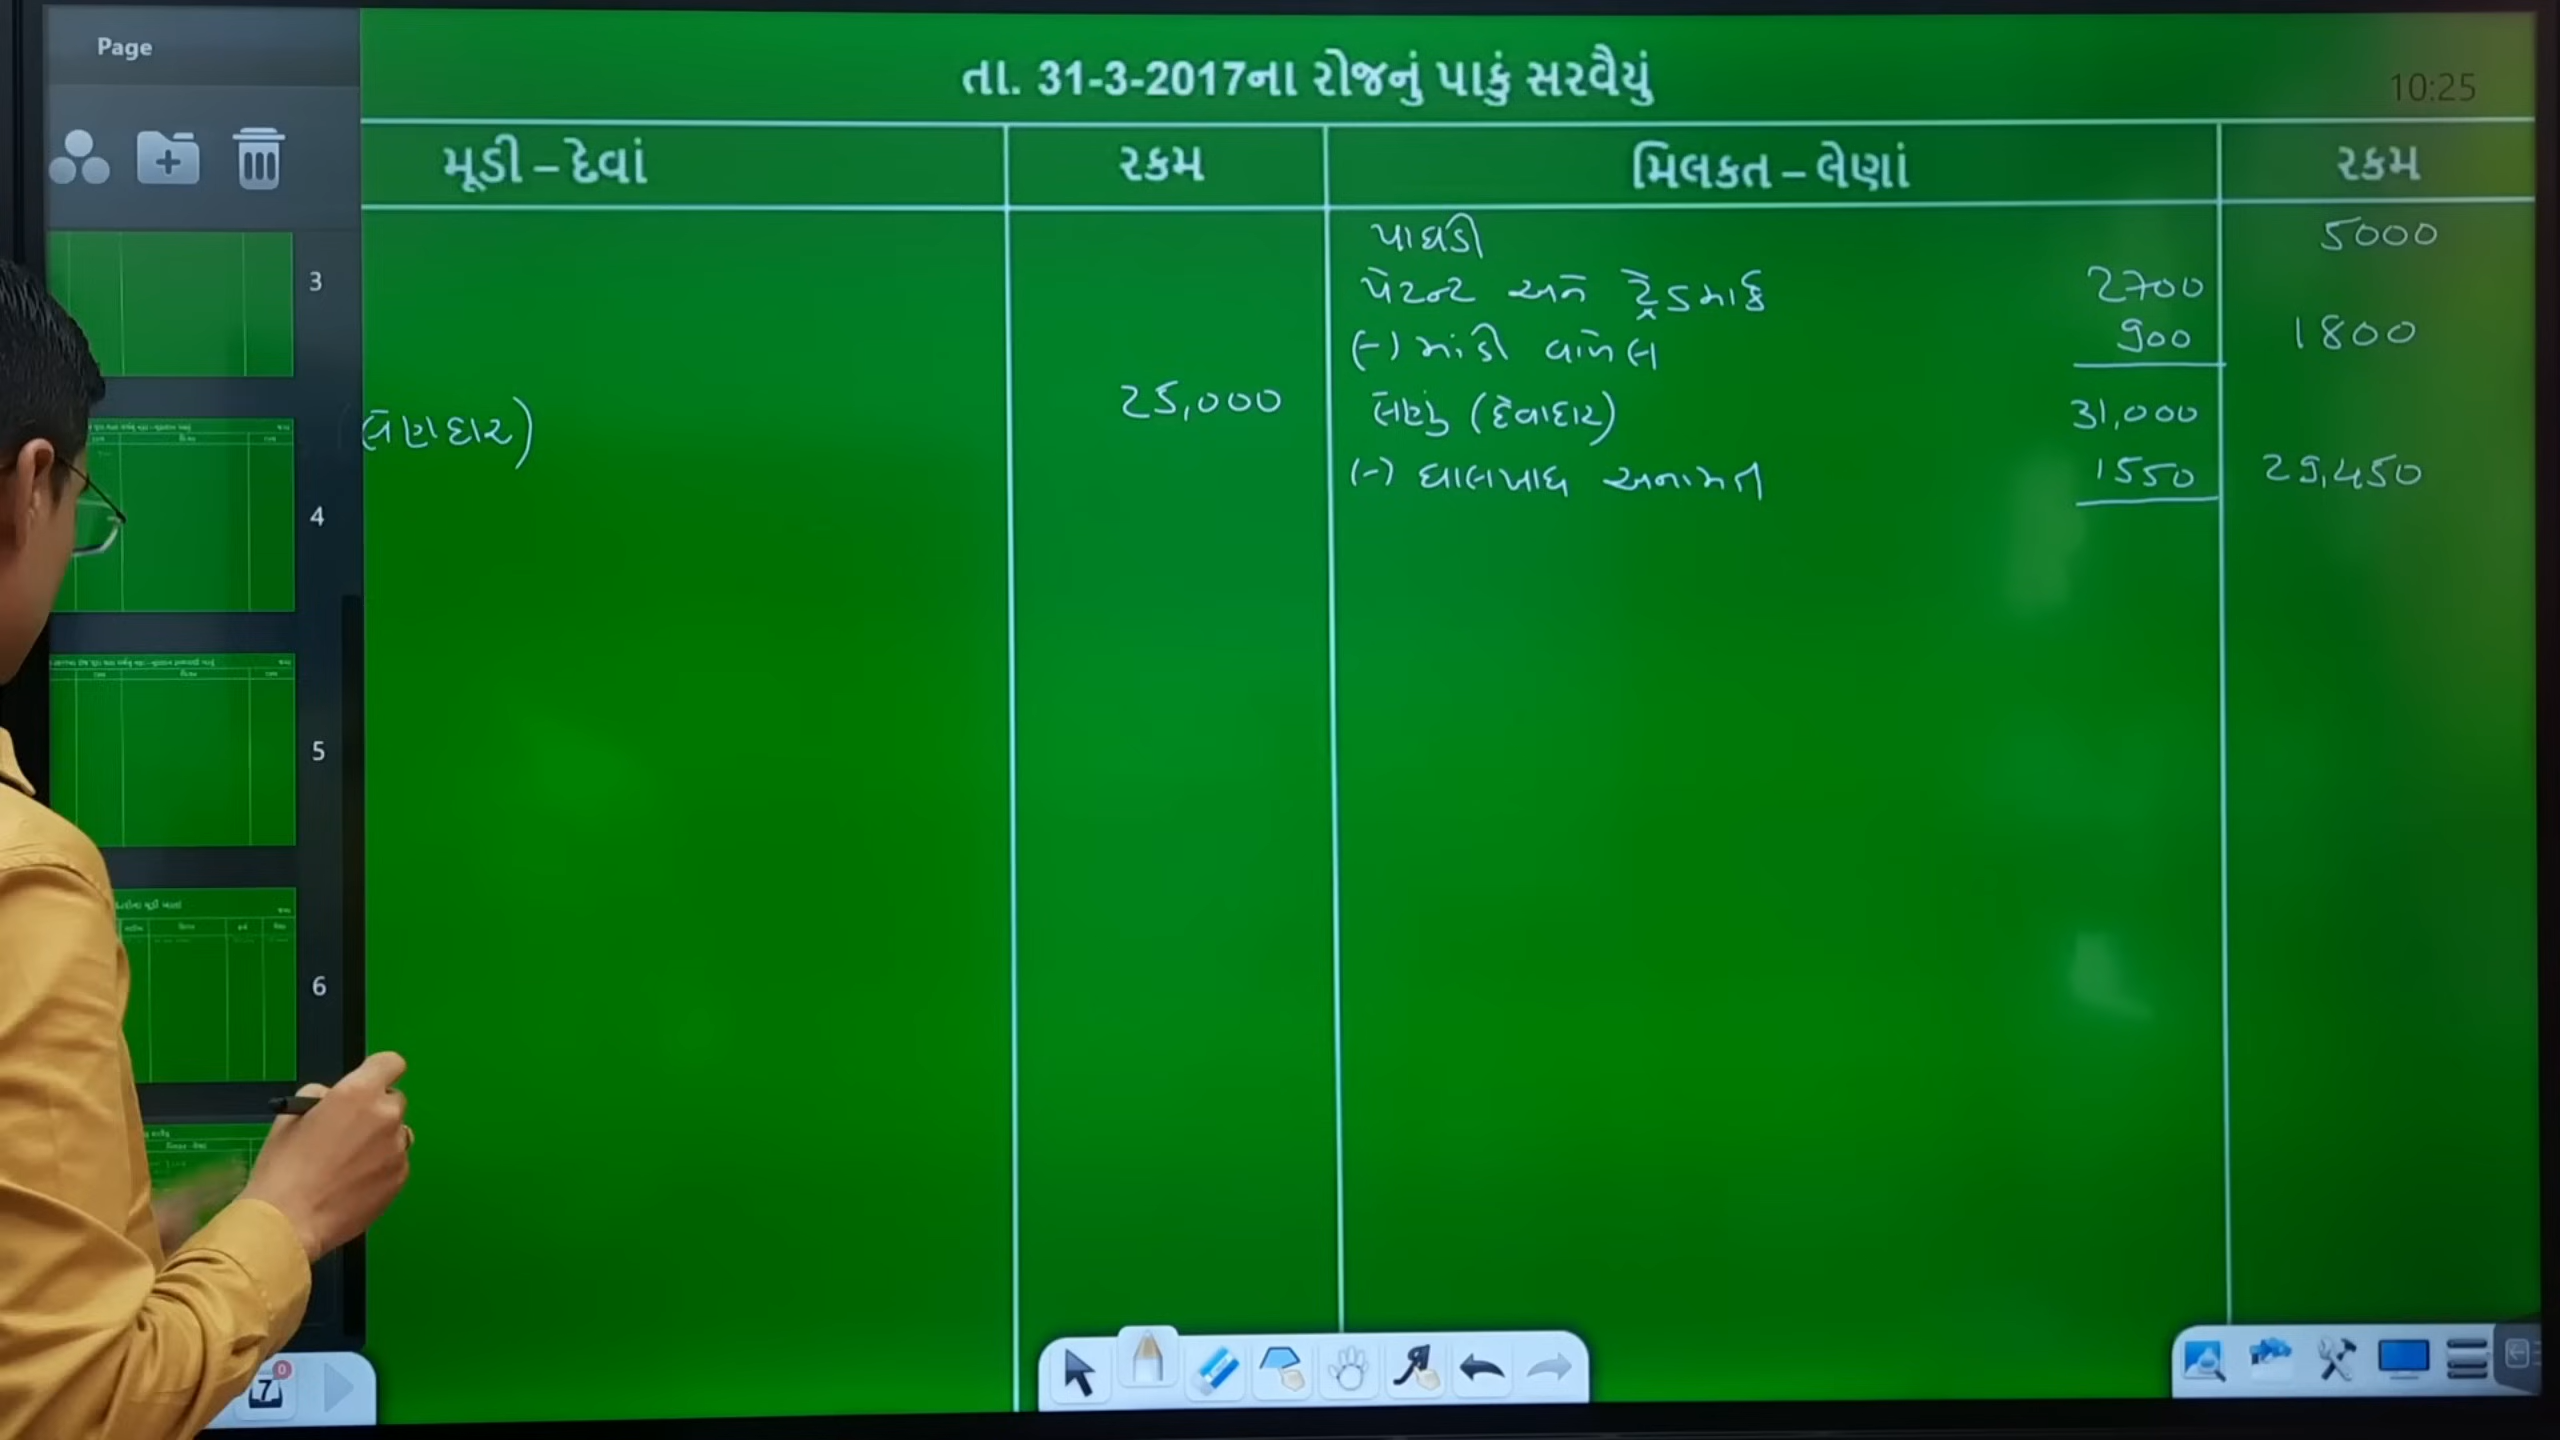 Page
તા. 31-3-2017ના રોજનું પાકું સરવૈયું
10:25
મૂડી – દેવાં રકમ મિલકત – લેણાં રકમ
પાઘડી 5000
પેટન્ટ અને ટ્રેડમાર્ક 2700
(-) માંડી વાળેલ 900 1800
લેણદાર) 25,000 લેણું (દેવાદાર) 31,000
(-) ઘાલખાધ અનામત 1550 29,450
3
4
5
6
7
0